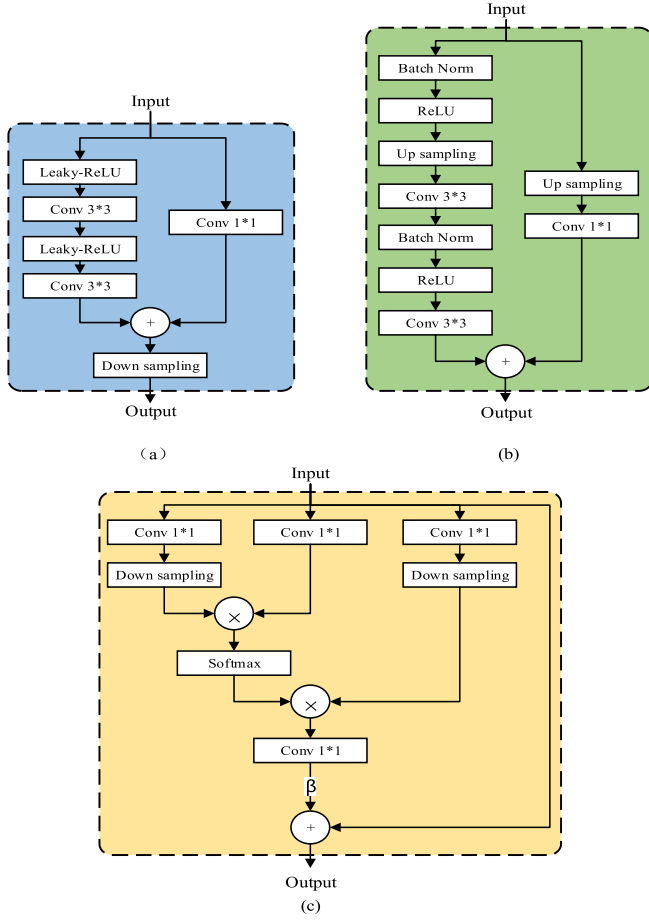 Input
Leaky-ReLU
Conv 3*3
Leaky-ReLU
Conv 3*3
Conv 1*1
+
Down sampling
Output
（a）
Input
Batch Norm
ReLU
Up sampling
Conv 3*3
Batch Norm
ReLU
Conv 3*3
Up sampling
Conv 1*1
+
Output
(b)
Input
Conv 1*1
Conv 1*1
Conv 1*1
Down sampling
Down sampling
×
Softmax
×
Conv 1*1
β
+
Output
(c)